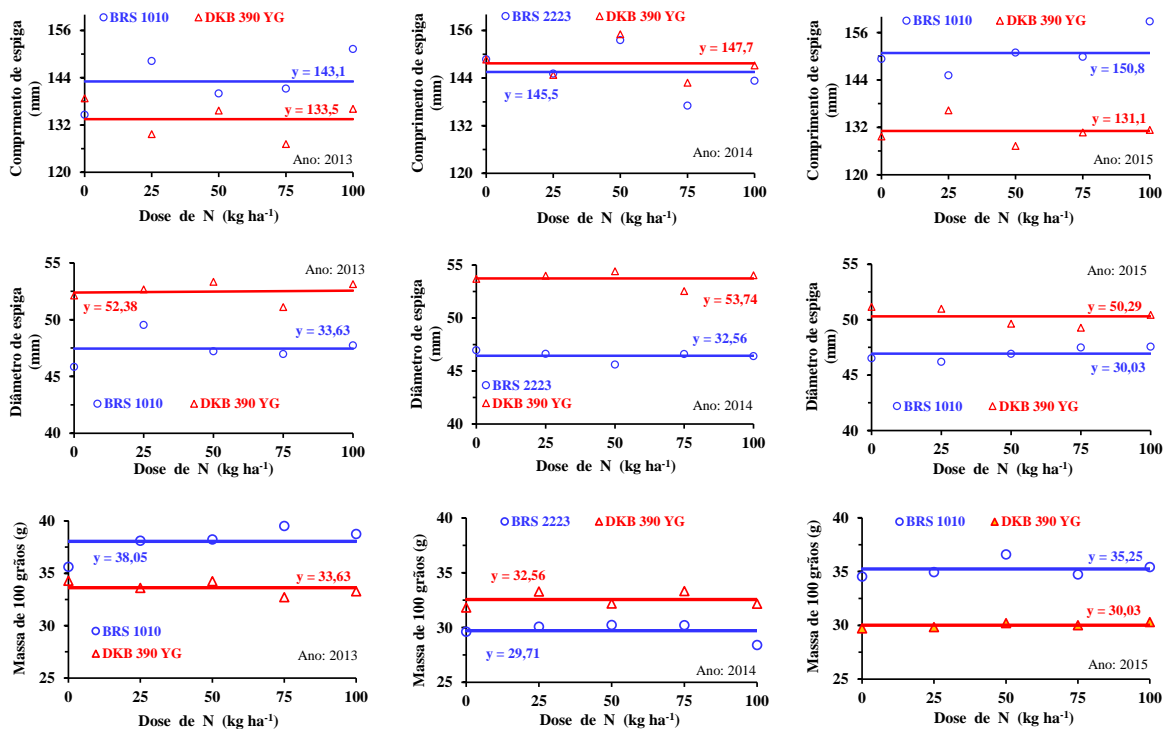 BRS 1010 DKB 390 YG
Comprmento de espiga
(mm)
156
144
132
120
y = 143,1
y = 133,5
Ano: 2013
0 25 50 75 100
Dose de N (kg ha-1)
BRS 2223 DKB 390 YG
Comprimento de espiga
(mm)
156
144
132
120
y = 147,7
y = 145,5
Ano: 2014
0 25 50 75 100
Dose de N (kg ha-1)
BRS 1010 DKB 390 YG
Comprimento de espiga
(mm)
156
144
132
120
y = 150,8
y = 131,1
Ano: 2015
0 25 50 75 100
Dose de N (kg ha-1)
Diâmetro de espiga
(mm)
55
50
45
40
Ano: 2013
y = 52,38
y = 33,63
BRS 1010 DKB 390 YG
0 25 50 75 100
Dose de N (kg ha-1)
Diâmetro de espiga
(mm)
55
50
45
40
y = 53,74
y = 32,56
BRS 2223
DKB 390 YG
Ano: 2014
0 25 50 75 100
Dose de N (kg ha-1)
Diâmetro de espiga
(mm)
55
50
45
40
Ano: 2015
y = 50,29
y = 30,03
BRS 1010 DKB 390 YG
0 25 50 75 100
Dose de N (kg ha-1)
Massa de 100 grãos (g)
40
35
30
25
y = 38,05
y = 33,63
BRS 1010
DKB 390 YG
Ano: 2013
0 25 50 75 100
Dose de N (kg ha-1)
BRS 2223 DKB 390 YG
Massa de 100 grãos (g)
40
35
30
25
y = 32,56
y = 29,71
Ano: 2014
0 25 50 75 100
Dose de N (kg ha-1)
BRS 1010 DKB 390 YG
Massa de 100 grãos (g)
40
35
30
25
y = 35,25
y = 30,03
Ano: 2015
0 25 50 75 100
Dose de N (kg ha-1)